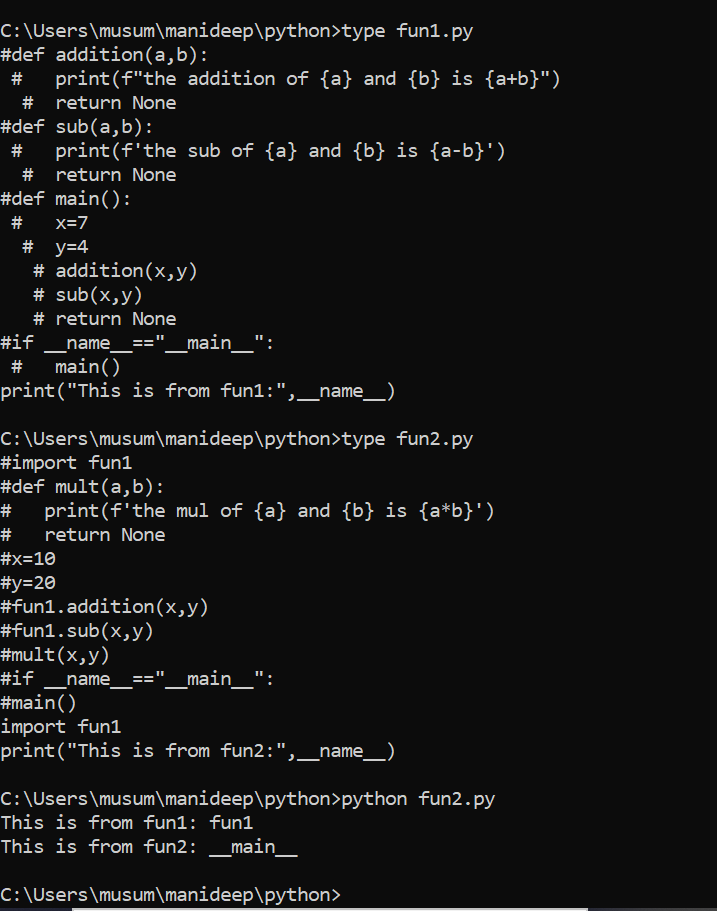 C:\Users\musum\manideep\python>type fun1.py
#def addition(a,b):
 #   print(f"the addition of {a} and {b} is {a+b}")
  #  return None
#def sub(a,b):
 #   print(f'the sub of {a} and {b} is {a-b}')
  #  return None
#def main():
 #   x=7
  #  y=4
   # addition(x,y)
   # sub(x,y)
   # return None
#if __name__=="__main__":
 #   main()
print("This is from fun1:",__name__)

C:\Users\musum\manideep\python>type fun2.py
#import fun1
#def mult(a,b):
#   print(f'the mul of {a} and {b} is {a*b}')
#   return None
#x=10
#y=20
#fun1.addition(x,y)
#fun1.sub(x,y)
#mult(x,y)
#if __name__=="__main__":
#main()
import fun1
print("This is from fun2:",__name__)

C:\Users\musum\manideep\python>python fun2.py
This is from fun1: fun1
This is from fun2: __main__

C:\Users\musum\manideep\python>